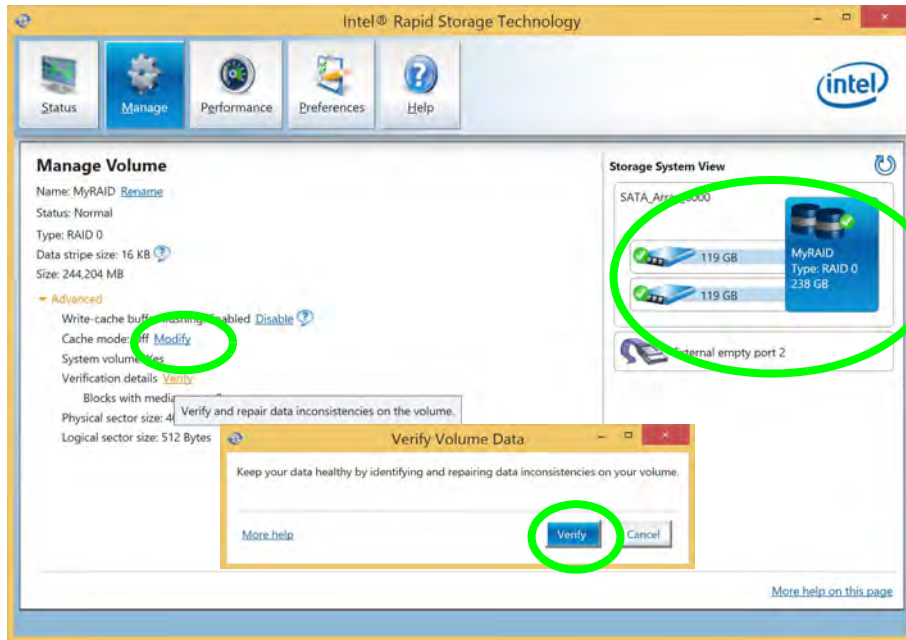 Intel® Rapid Storage Technology
Status
Manage
Performance
Preferences
Help
intel
Manage Volume
Name: MyRAID Rename
Status: Normal
Type: RAID 0
Data stripe size: 16 KB
Size: 244,204 MB
Advanced
Write-cache buffer flushing: Enabled Disable
Cache mode: Off Modify
System volume: Yes
Verification details Verify
Blocks with media
Physical sector size:
Logical sector size: 512 Bytes
Verify and repair data inconsistencies on the volume.
Storage System View
SATA_Array_0000
119 GB
119 GB
MyRAID
Type: RAID 0
238 GB
External empty port 2
Verify Volume Data
Keep your data healthy by identifying and repairing data inconsistencies on your volume.
More help
Verify
Cancel
More help on this page